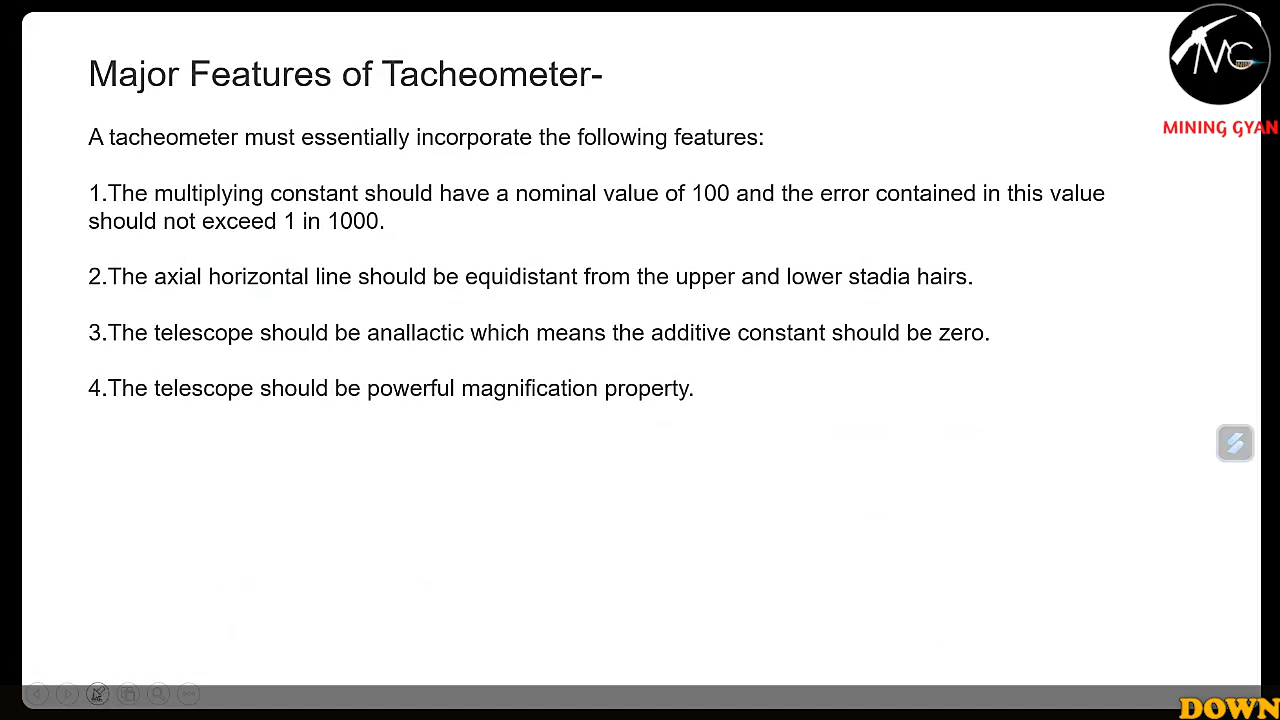 Major Features of Tacheometer-
A tacheometer must essentially incorporate the following features:
1.The multiplying constant should have a nominal value of 100 and the error contained in this value
should not exceed 1 in 1000.
2.The axial horizontal line should be equidistant from the upper and lower stadia hairs.
3.The telescope should be anallactic which means the additive constant should be zero.
4.The telescope should be powerful magnification property.
MG
MINING GYAN
DOWN